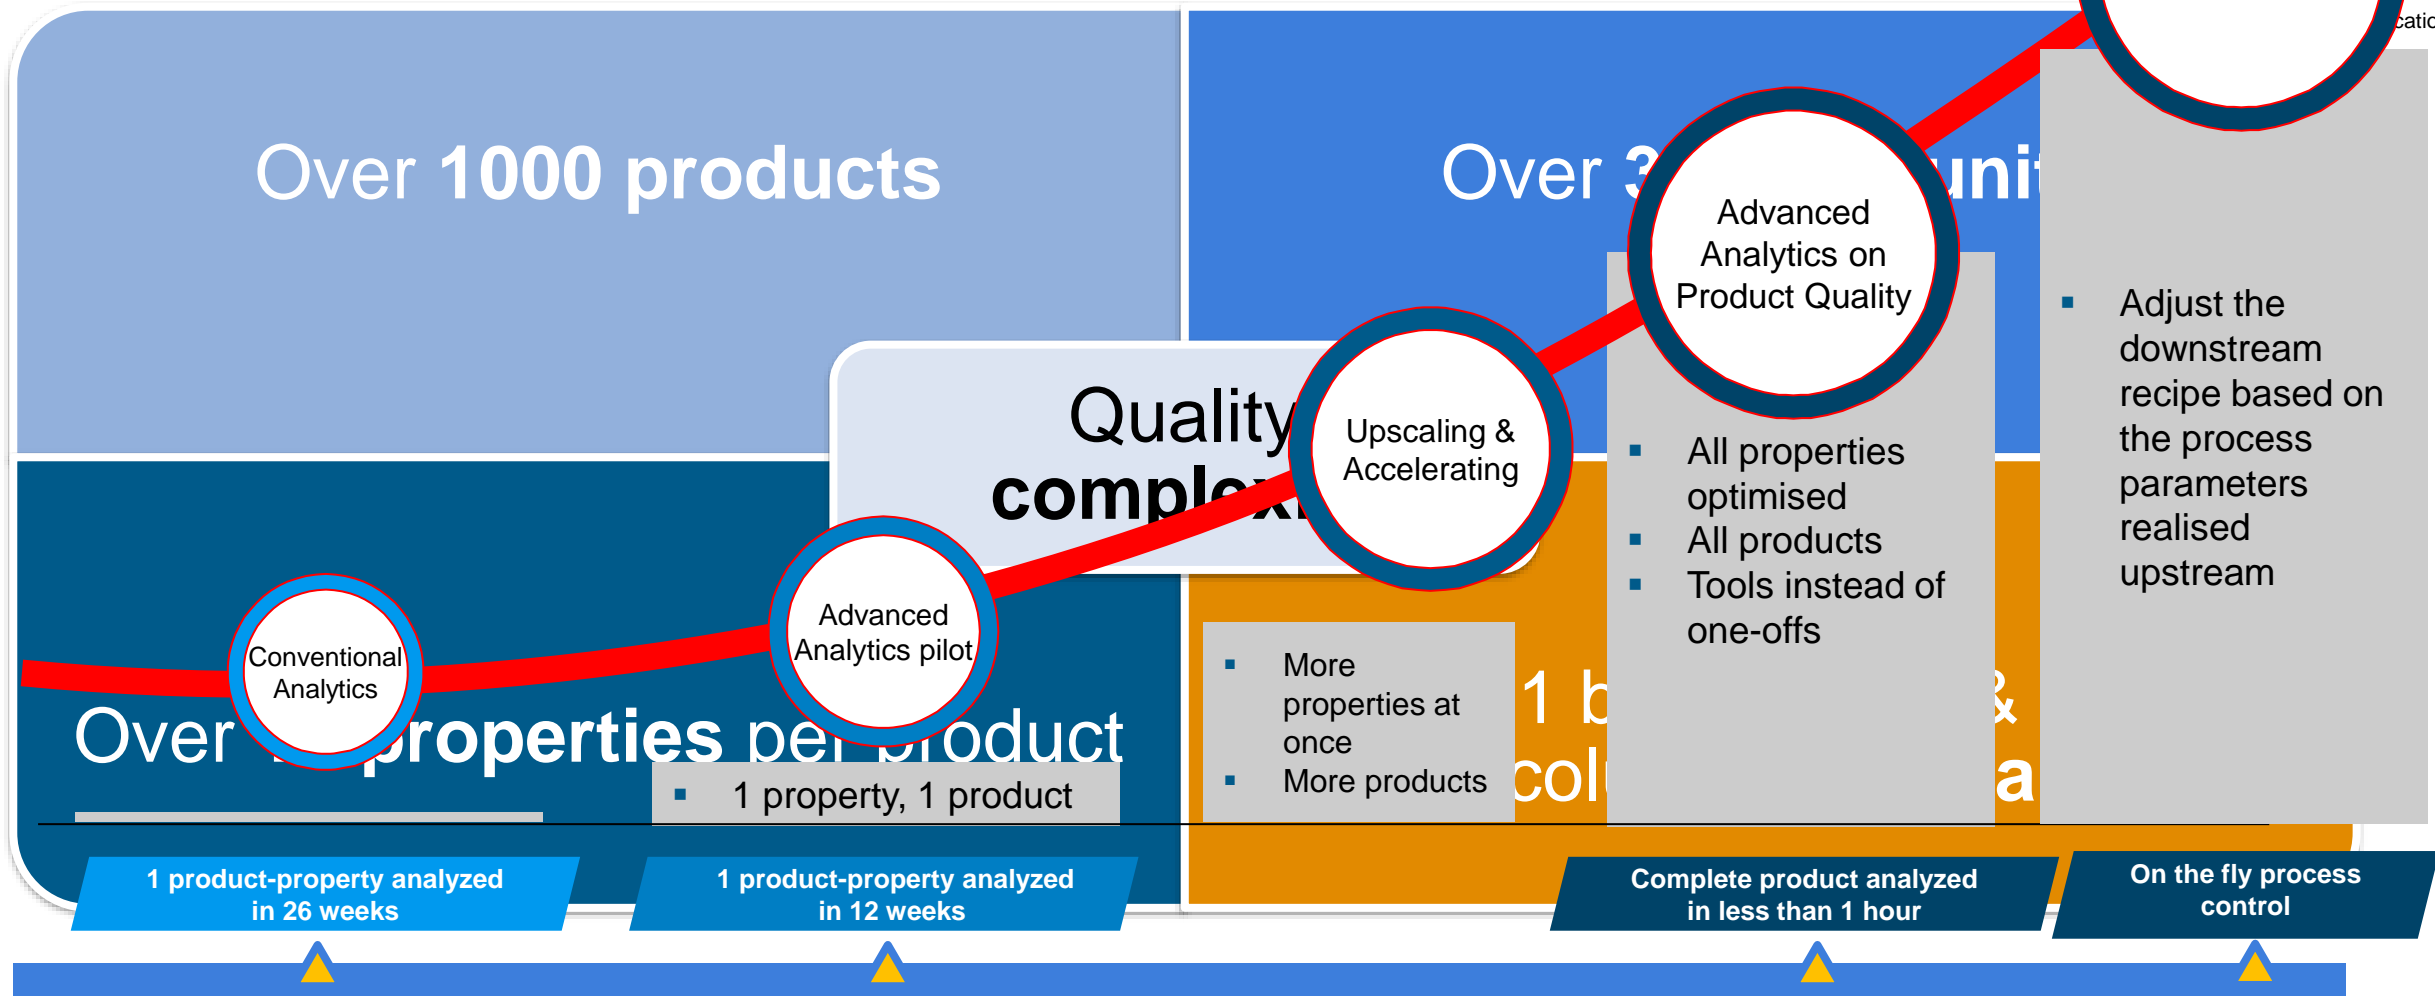 Over 1000 products
Over
Advanced
Analytics on
Product Quality
Adjust the
downstream
recipe based on
the process
parameters
realised
upstream
Quality
Upscaling &
Accelerating
All properties
optimised
All products
Tools instead of
one-offs
Advanced
Analytics pilot
Conventional
Analytics
Over properties per product
1 property, 1 product
More
properties at
once
More products
1
&
1 product-property analyzed
in 26 weeks
1 product-property analyzed
in 12 weeks
Complete product analyzed
in less than 1 hour
On the fly process
control